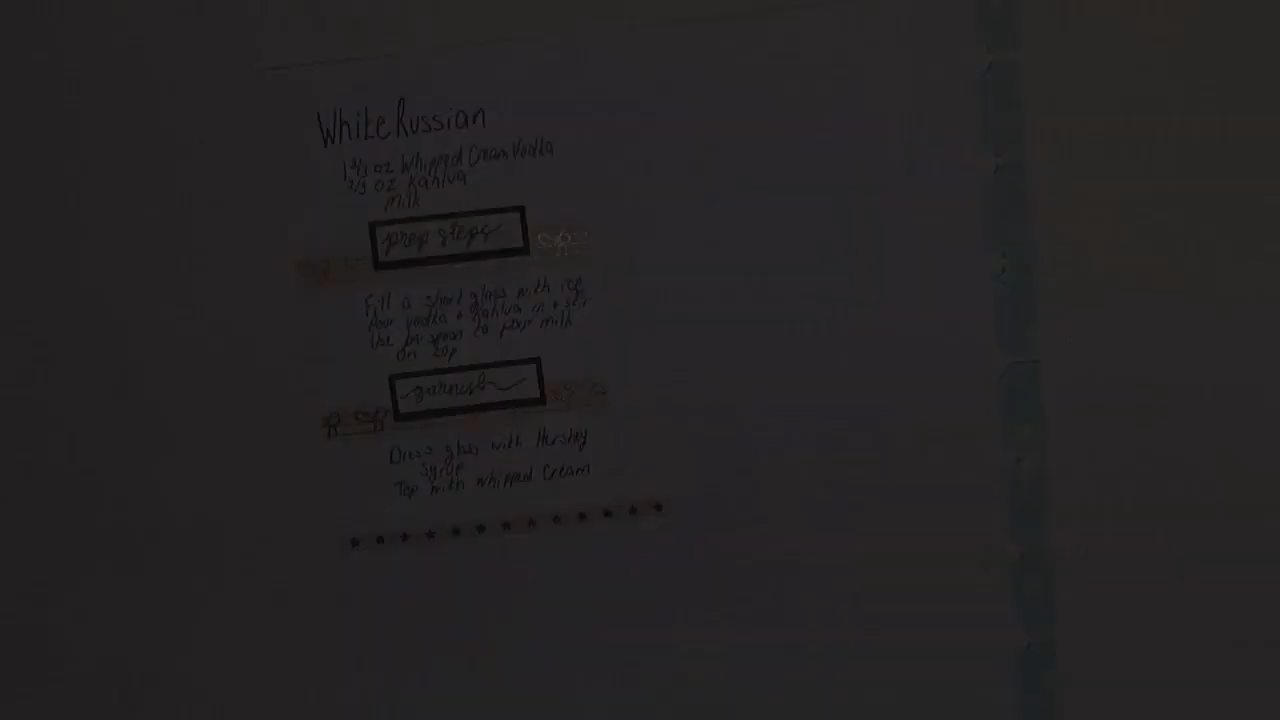 White Russian
1 2/3 oz Whipped Cream Vodka
2/3 oz Kahlua
Milk
prep steps
Fill a short glass with ice
Pour vodka + Kahlua in + stir
Use bar spoon to pour milk
on top
garnish
Dress glass with Hershey
Syrup
Top with whipped Cream